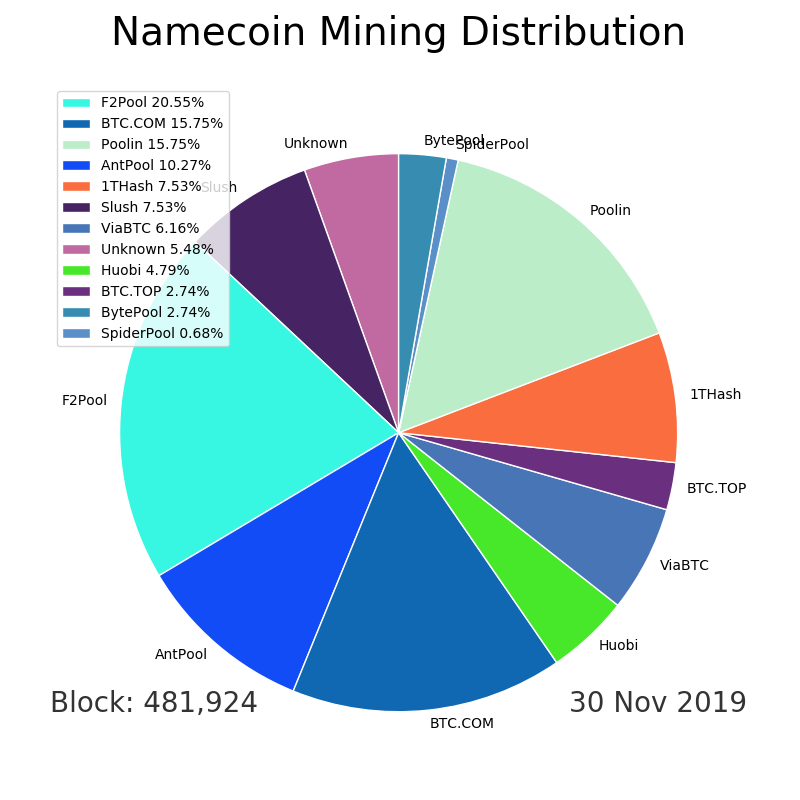 Namecoin Mining Distribution
F2Pool 20.55%
BTC.COM 15.75%
Poolin 15.75%
AntPool 10.27%
1THash 7.53%
Slush 7.53%
ViaBTC 6.16%
Unknown 5.48%
Huobi 4.79%
BTC.TOP 2.74%
BytePool 2.74%
SpiderPool 0.68%
Unknown
BytePool
SpiderPool
Slush
Poolin
F2Pool
1THash
BTC.TOP
ViaBTC
Huobi
AntPool
BTC.COM
Block: 481,924
30 Nov 2019